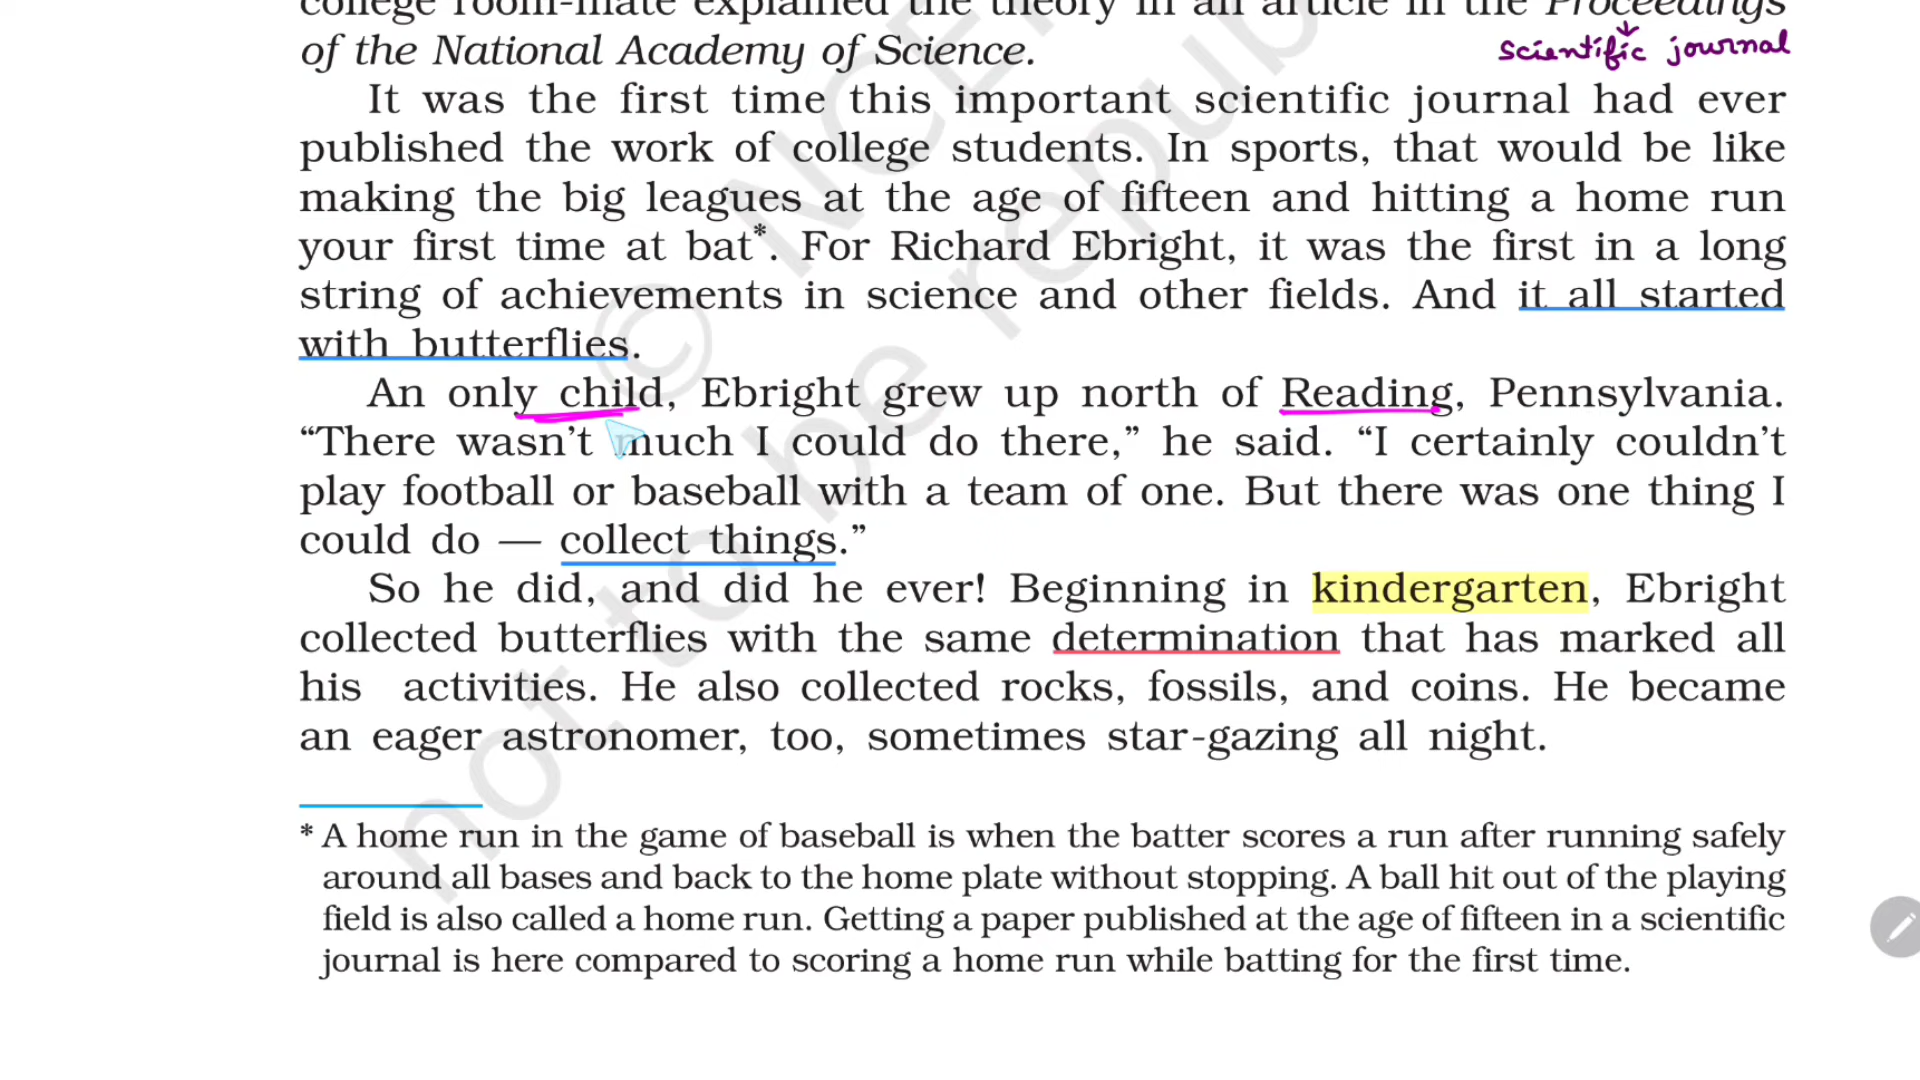 college room-mate explained the theory in an article in the Proceedings
of the National Academy of Science.
scientific journal
It was the first time this important scientific journal had ever
published the work of college students. In sports, that would be like
making the big leagues at the age of fifteen and hitting a home run
your first time at bat*. For Richard Ebright, it was the first in a long
string of achievements in science and other fields. And it all started
with butterflies.
An only child, Ebright grew up north of Reading, Pennsylvania.
“There wasn’t much I could do there,” he said. “I certainly couldn’t
play football or baseball with a team of one. But there was one thing I
could do — collect things.”
So he did, and did he ever! Beginning in kindergarten, Ebright
collected butterflies with the same determination that has marked all
his activities. He also collected rocks, fossils, and coins. He became
an eager astronomer, too, sometimes star-gazing all night.
* A home run in the game of baseball is when the batter scores a run after running safely
around all bases and back to the home plate without stopping. A ball hit out of the playing
field is also called a home run. Getting a paper published at the age of fifteen in a scientific
journal is here compared to scoring a home run while batting for the first time.
© NCE
not to be repub